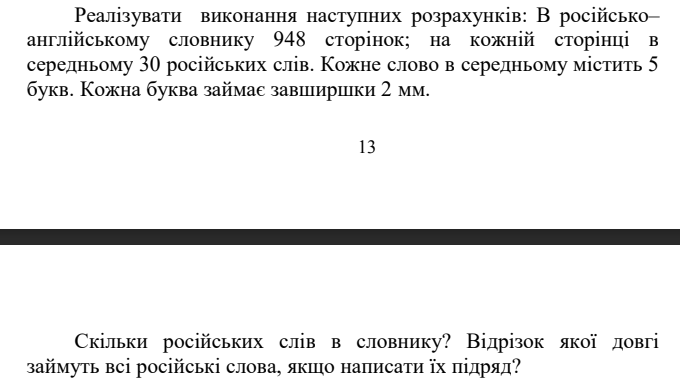 Реалізувати виконання наступних розрахунків: В російсько–
англійському словнику 948 сторінок; на кожній сторінці в
середньому 30 російських слів. Кожне слово в середньому містить 5
букв. Кожна буква займає завширшки 2 мм.
13
Скільки російських слів в словнику? Відрізок якої довгі
займуть всі російські слова, якщо написати їх підряд?